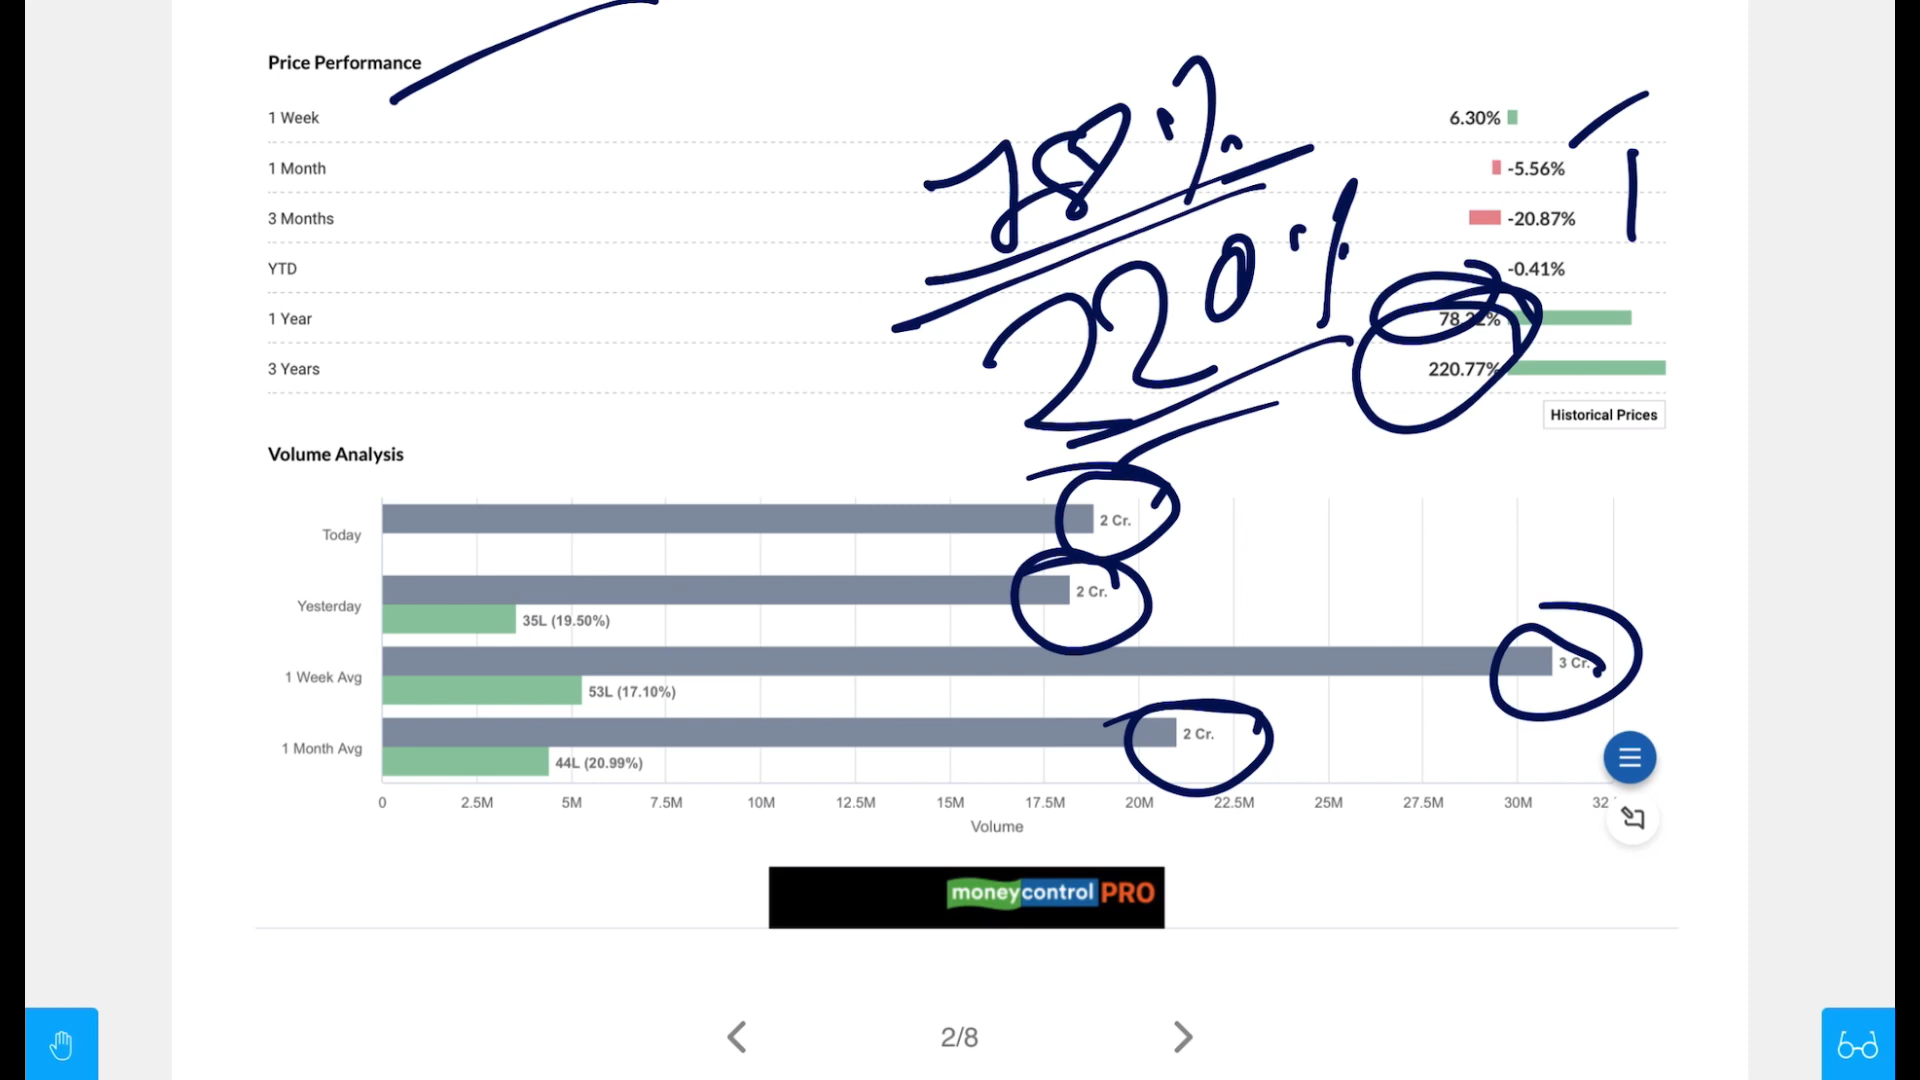 Price Performance
1 Week 6.30%
1 Month -5.56%
3 Months -20.87%
YTD -0.41%
1 Year 78.22%
3 Years 220.77%
78%
220%
Historical Prices
Volume Analysis
Today 2 Cr.
Yesterday 2 Cr.
35L (19.50%)
1 Week Avg 3 Cr.
53L (17.10%)
1 Month Avg 2 Cr.
44L (20.99%)
0 2.5M 5M 7.5M 10M 12.5M 15M 17.5M 20M 22.5M 25M 27.5M 30M 32
Volume
moneycontrol PRO
2/8